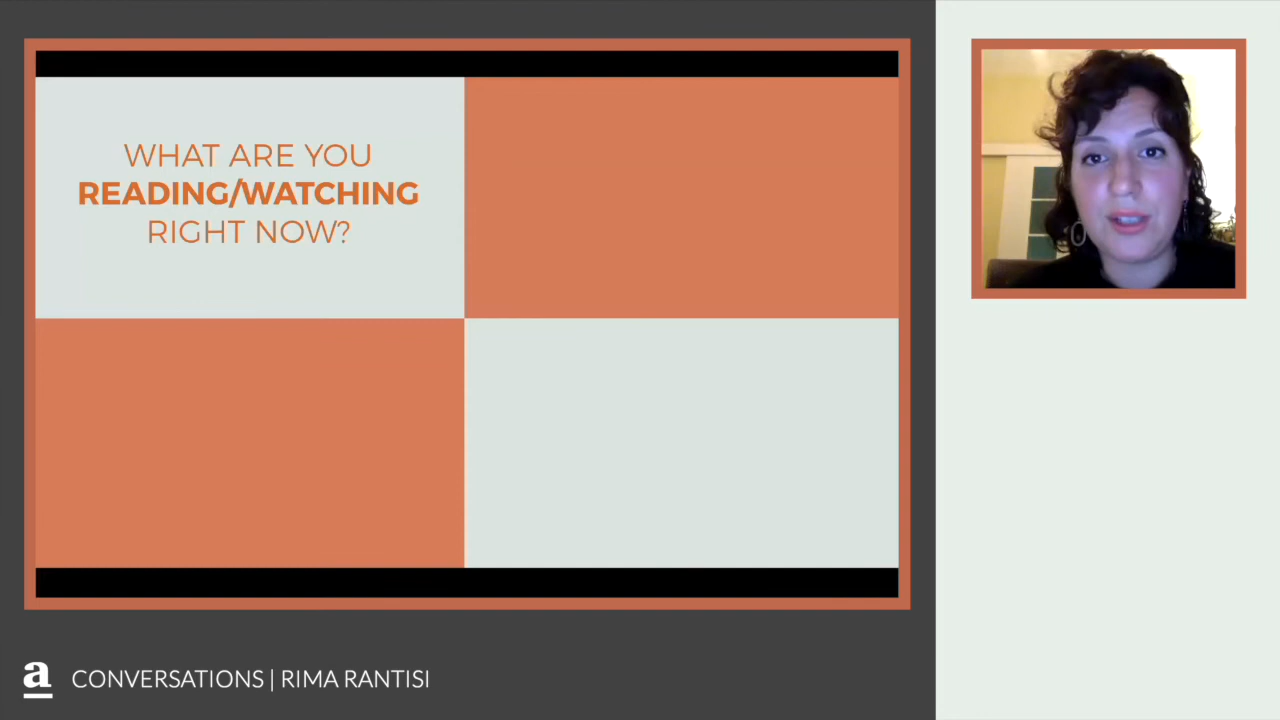 WHAT ARE YOU
READING/WATCHING
RIGHT NOW?
a CONVERSATIONS | RIMA RANTISI